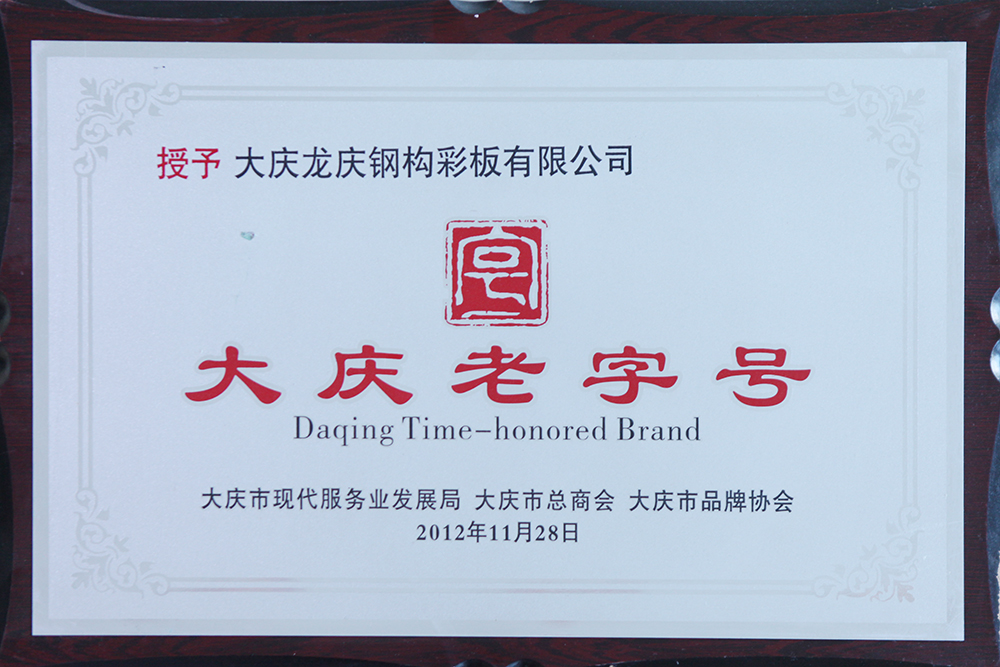 授予 大庆龙庆钢构彩板有限公司
大庆老字号
Daqing Time-honored Brand
大庆市现代服务业发展局 大庆市总商会 大庆市品牌协会
2012年11月28日